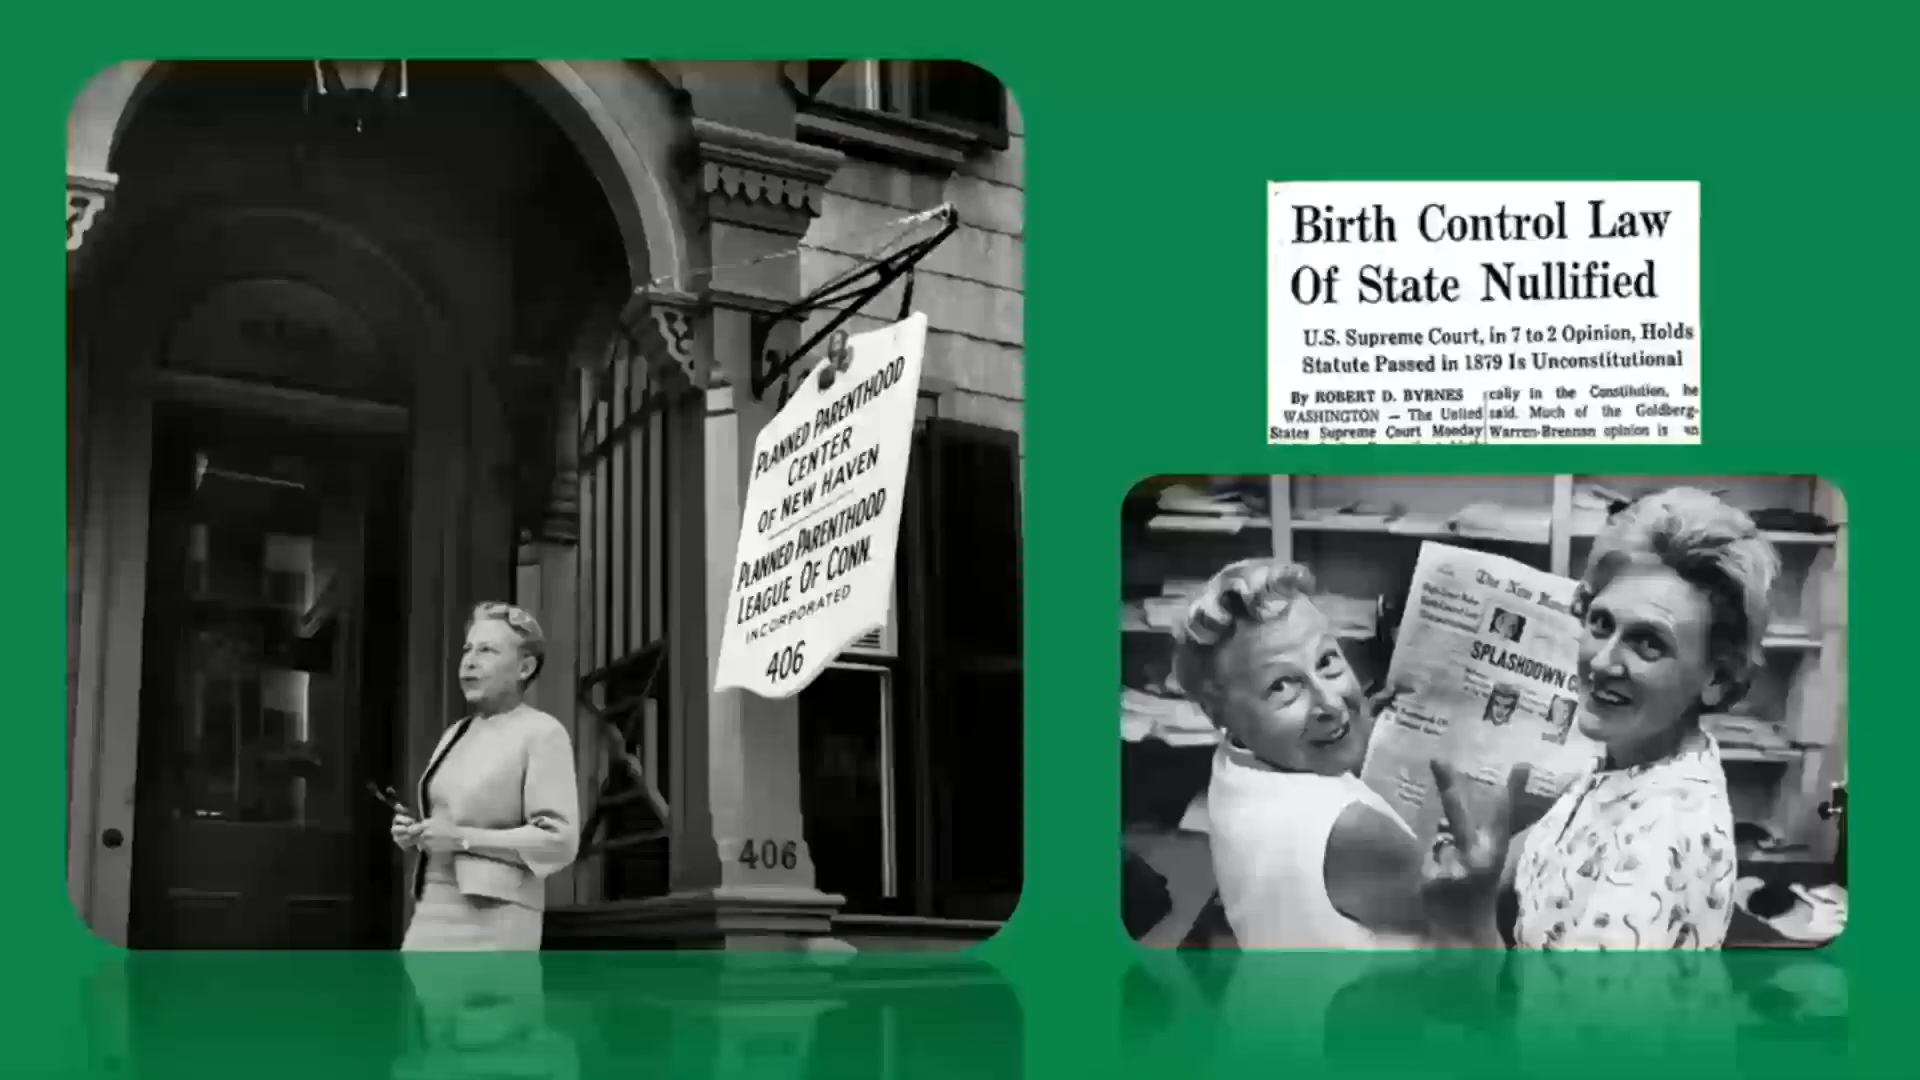 PLANNED PARENTHOOD
CENTER
OF NEW HAVEN
PLANNED PARENTHOOD
LEAGUE OF CONN.
INCORPORATED
406
406
Birth Control Law
Of State Nullified
U.S. Supreme Court, in 7 to 2 Opinion, Holds
Statute Passed in 1879 Is Unconstitutional
By ROBERT D. BYRNES
WASHINGTON — The United
States Supreme Court Monday
cally in the Constitution, he
said. Much of the Goldberg-
Warren-Brennan opinion is an
The New
SPLASHDOWN